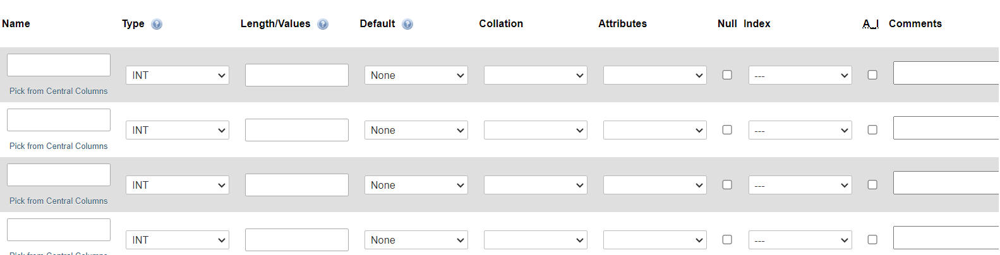 Name Type Length/Values Default Collation Attributes Null Index A_I Comments
INT None ---
Pick from Central Columns
INT None ---
Pick from Central Columns
INT None ---
Pick from Central Columns
INT None ---